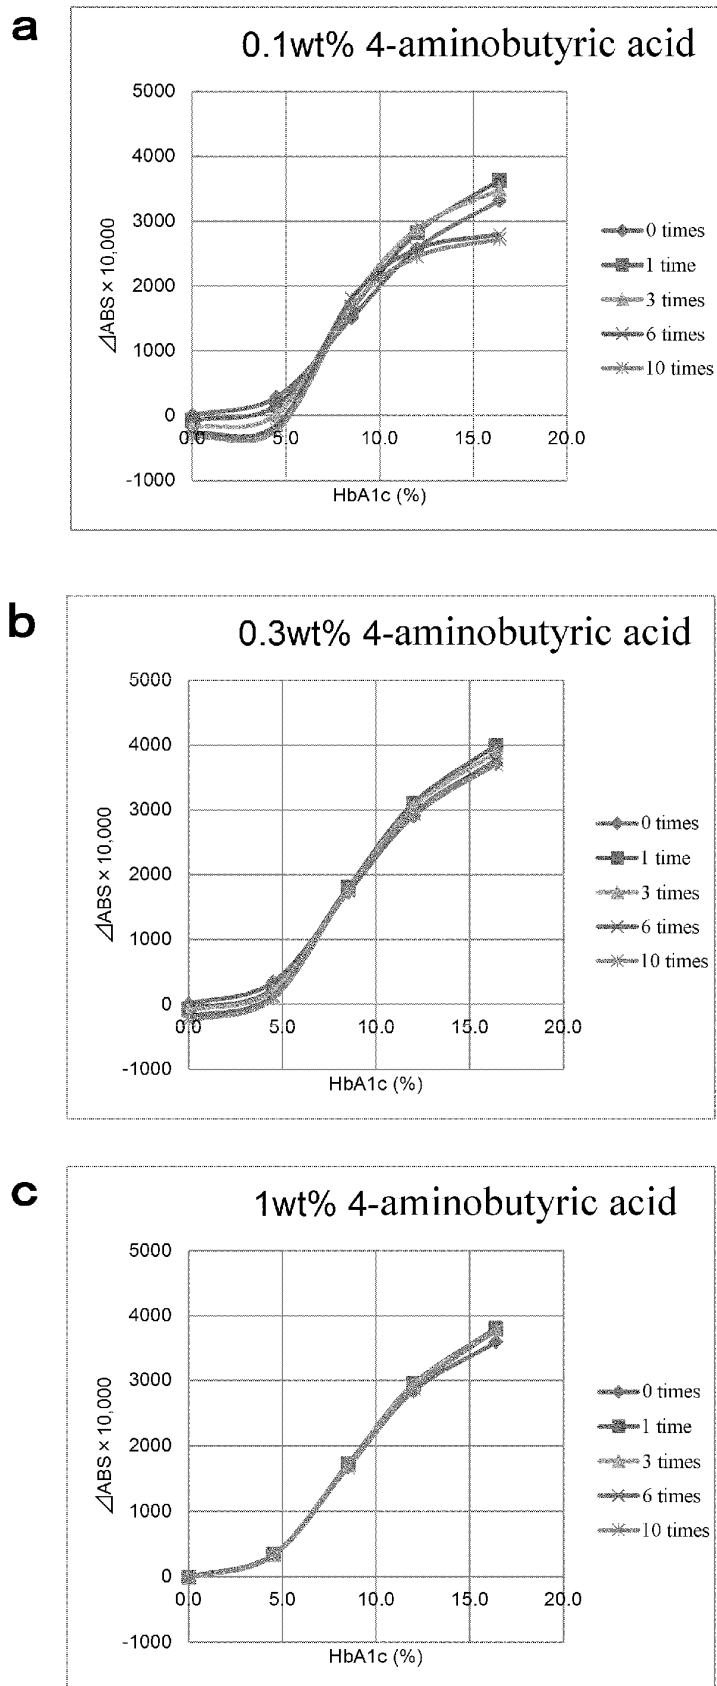 a
0.1wt% 4-aminobutyric acid
5000
4000
3000
2000
1000
0
-1000
⊿ABS × 10,000
0.0 5.0 10.0 15.0 20.0
HbA1c (%)
0 times
1 time
3 times
6 times
10 times
b
0.3wt% 4-aminobutyric acid
5000
4000
3000
2000
1000
0
-1000
⊿ABS × 10,000
0.0 5.0 10.0 15.0 20.0
HbA1c (%)
0 times
1 time
3 times
6 times
10 times
c
1wt% 4-aminobutyric acid
5000
4000
3000
2000
1000
0
-1000
⊿ABS × 10,000
0.0 5.0 10.0 15.0 20.0
HbA1c (%)
0 times
1 time
3 times
6 times
10 times